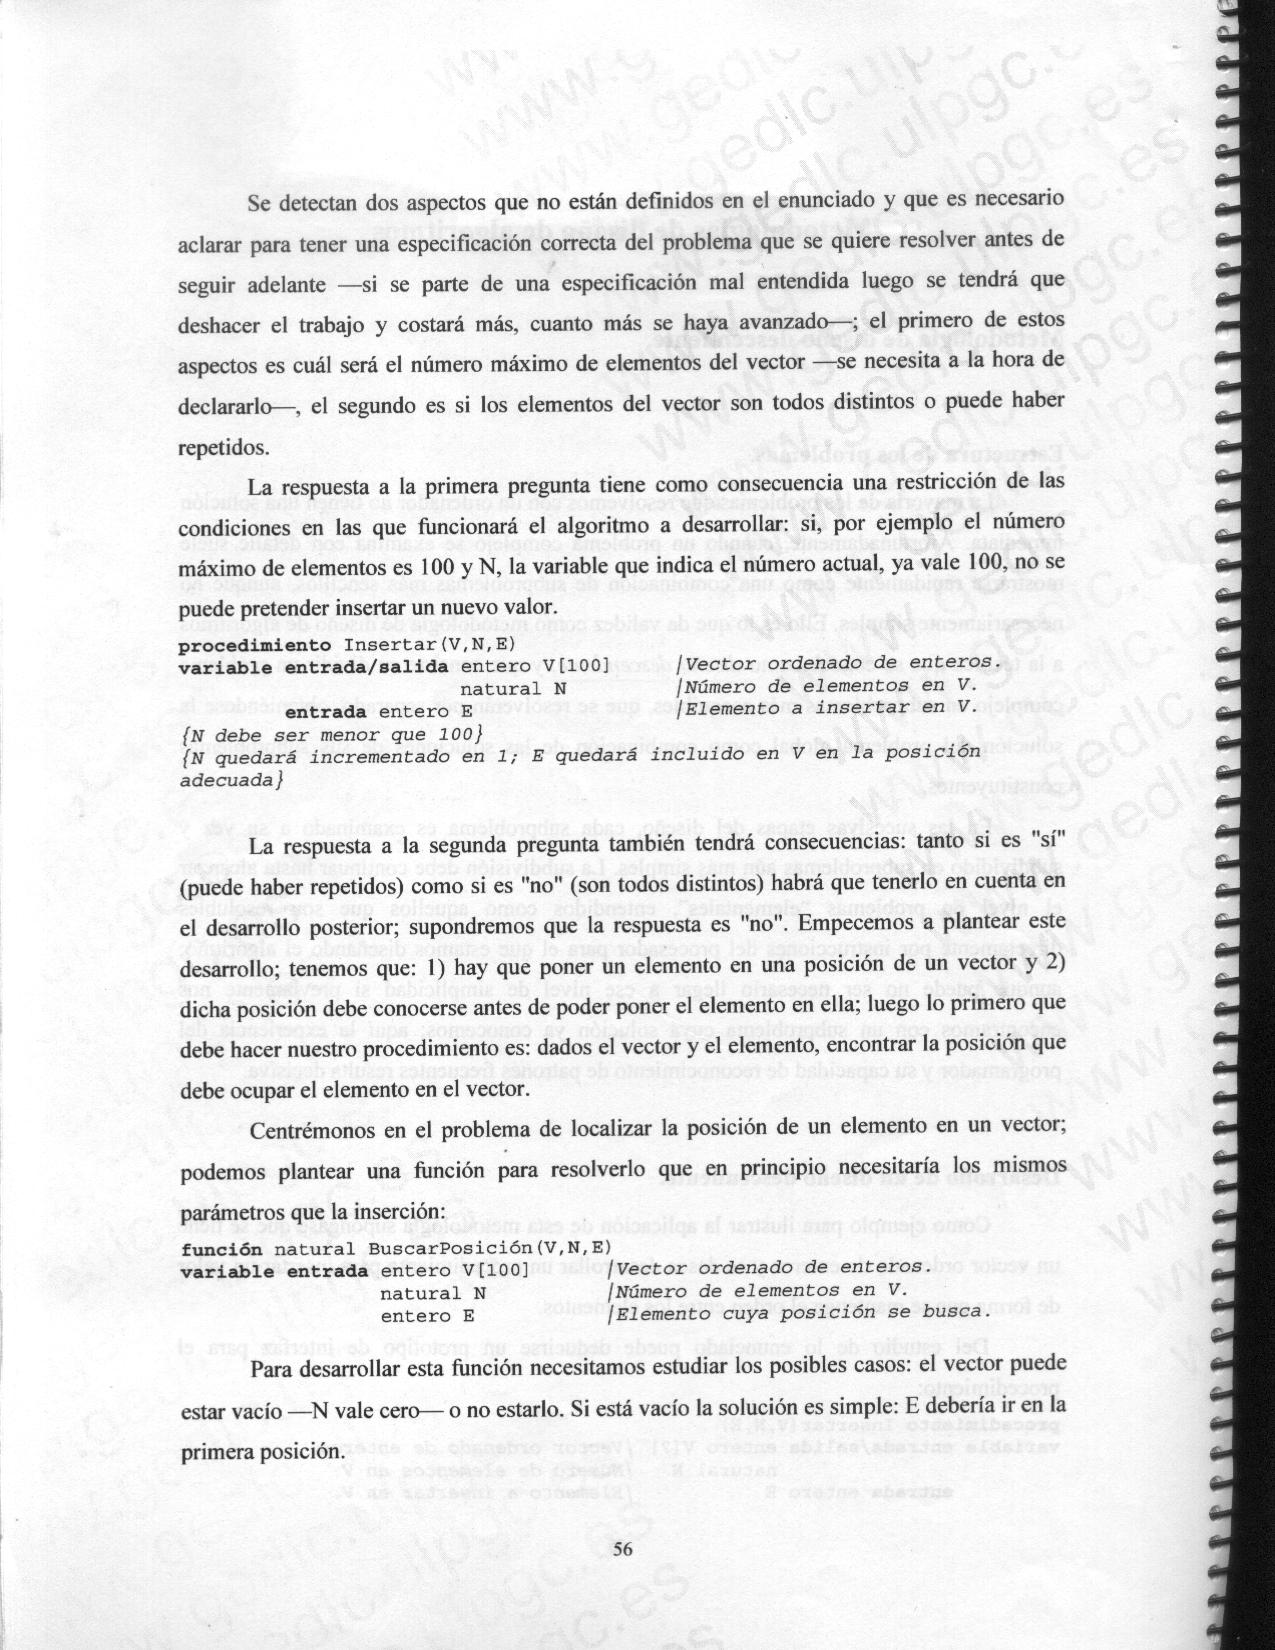 Se detectan dos aspectos que no están definidos en el enunciado y que es necesario
aclarar para tener una especificación correcta del problema que se quiere resolver antes de
seguir adelante —si se parte de una especificación mal entendida luego se tendrá que
deshacer el trabajo y costará más, cuanto más se haya avanzado—; el primero de estos
aspectos es cuál será el número máximo de elementos del vector —se necesita a la hora de
declararlo—, el segundo es si los elementos del vector son todos distintos o puede haber
repetidos.
La respuesta a la primera pregunta tiene como consecuencia una restricción de las
condiciones en las que funcionará el algoritmo a desarrollar: si, por ejemplo el número
máximo de elementos es 100 y N, la variable que indica el número actual, ya vale 100, no se
puede pretender insertar un nuevo valor.
procedimiento Insertar(V,N,E)
variable entrada/salida entero V[100] |Vector ordenado de enteros.
natural N |Número de elementos en V.
entrada entero E |Elemento a insertar en V.
{N debe ser menor que 100}
{N quedará incrementado en 1; E quedará incluido en V en la posición
adecuada}
La respuesta a la segunda pregunta también tendrá consecuencias: tanto si es "sí"
(puede haber repetidos) como si es "no" (son todos distintos) habrá que tenerlo en cuenta en
el desarrollo posterior; supondremos que la respuesta es "no". Empecemos a plantear este
desarrollo; tenemos que: 1) hay que poner un elemento en una posición de un vector y 2)
dicha posición debe conocerse antes de poder poner el elemento en ella; luego lo primero que
debe hacer nuestro procedimiento es: dados el vector y el elemento, encontrar la posición que
debe ocupar el elemento en el vector.
Centrémonos en el problema de localizar la posición de un elemento en un vector;
podemos plantear una función para resolverlo que en principio necesitaría los mismos
parámetros que la inserción:
función natural BuscarPosición(V,N,E)
variable entrada entero V[100] |Vector ordenado de enteros.
natural N |Número de elementos en V.
entero E |Elemento cuya posición se busca.
Para desarrollar esta función necesitamos estudiar los posibles casos: el vector puede
estar vacío —N vale cero— o no estarlo. Si está vacío la solución es simple: E debería ir en la
primera posición.
56